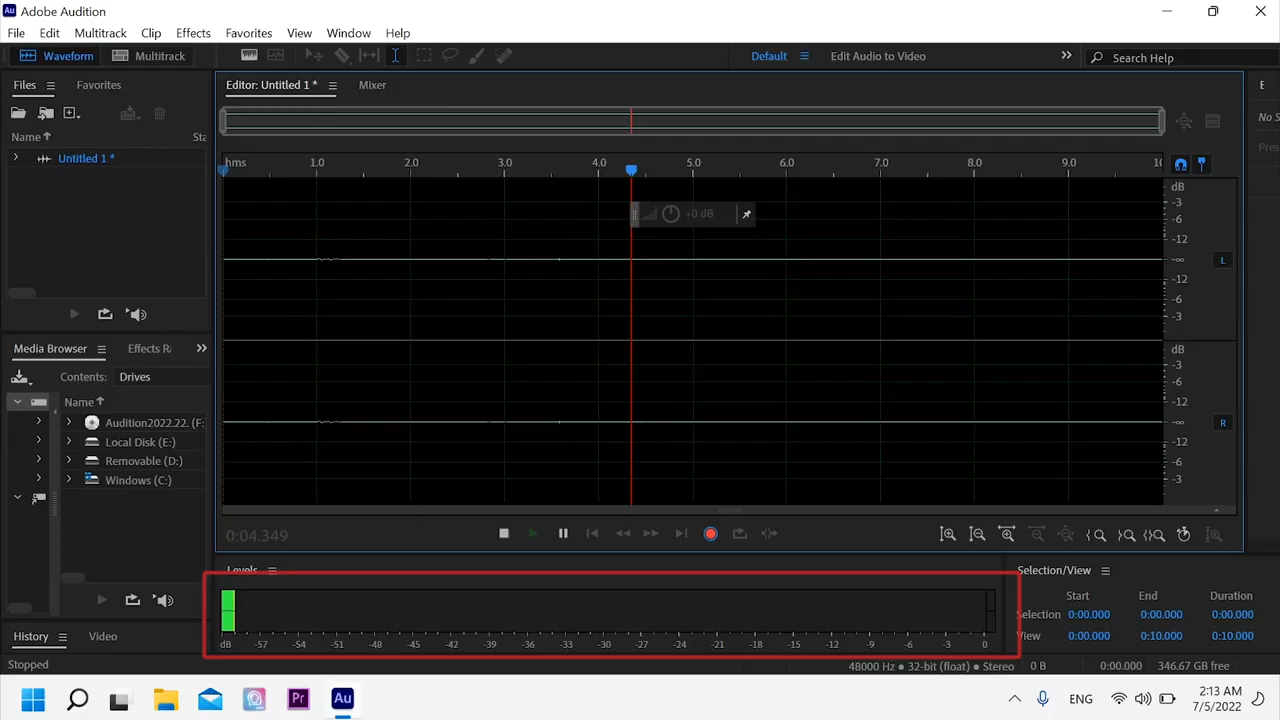 Au Adobe Audition
File Edit Multitrack Clip Effects Favorites View Window Help
Waveform Multitrack Default Edit Audio to Video Search Help
Files Favorites
Editor: Untitled 1 * Mixer
Name
Untitled 1 *
hms 1.0 2.0 3.0 4.0 5.0 6.0 7.0 8.0 9.0
dB
-3
-6
-12
-∞
-12
-6
-3
L
+0 dB
dB
-3
-6
-12
-∞
-12
-6
-3
R
Media Browser Effects
Contents: Drives
Name
Audition2022.22. (F:
Local Disk (E:)
Removable (D:)
Windows (C:)
0:04.349
Levels
dB -57 -54 -51 -48 -45 -42 -39 -36 -33 -30 -27 -24 -21 -18 -15 -12 -9 -6 -3 0
Selection/View
Start End Duration
Selection 0:00.000 0:00.000 0:00.000
View 0:00.000 0:10.000 0:10.000
History Video
Stopped
48000 Hz ● 32-bit (float) ● Stereo 0 B 0:00.000 346.67 GB free
Pr Au
ENG
2:13 AM
7/5/2022